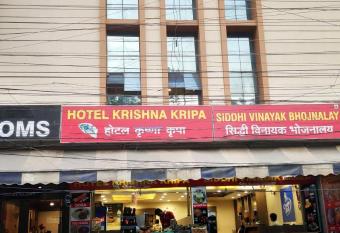 OMS
HOTEL KRISHNA KRIPA
होटल कृष्णा कृपा
SIDDHI VINAYAK BHOJNALAY
सिद्धी विनायक भोजनालय